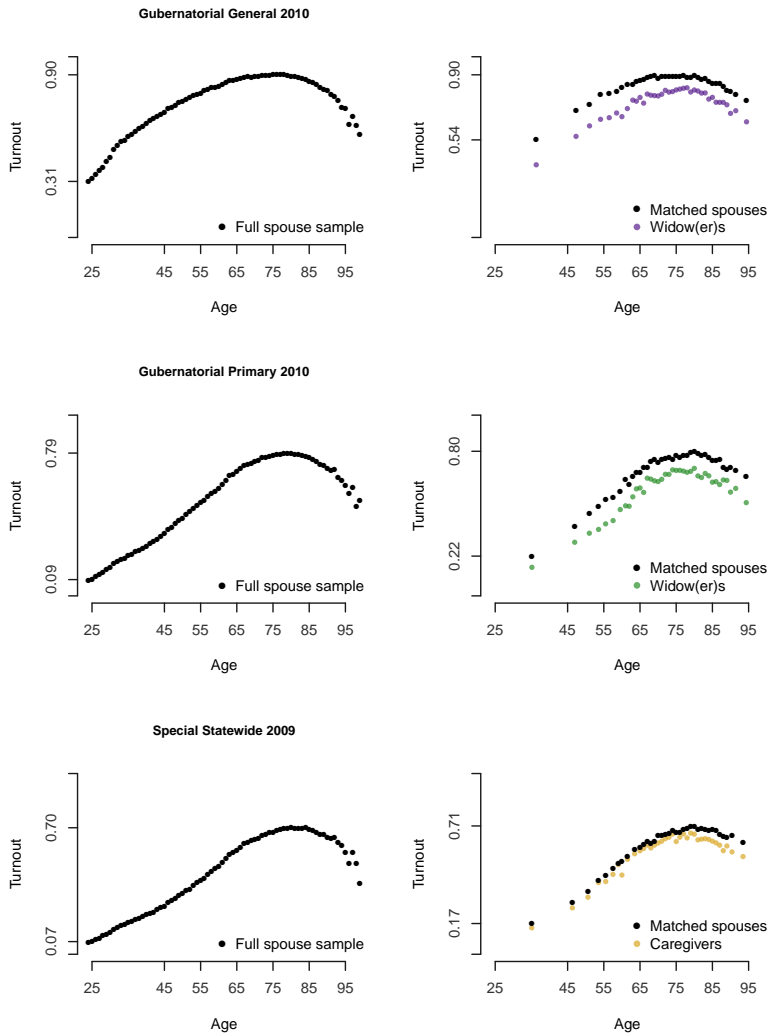 Gubernatorial General 2010
Turnout
0.90
0.31
Full spouse sample
25 35 45 55 65 75 85 95
Age
Turnout
0.90
0.54
Matched spouses
Widow(er)s
25 45 55 65 75 85 95
Age
Gubernatorial Primary 2010
Turnout
0.79
0.09
Full spouse sample
25 35 45 55 65 75 85 95
Age
Turnout
0.80
0.22
Matched spouses
Widow(er)s
25 45 55 65 75 85 95
Age
Special Statewide 2009
Turnout
0.70
0.07
Full spouse sample
25 35 45 55 65 75 85 95
Age
Turnout
0.71
0.17
Matched spouses
Caregivers
25 45 55 65 75 85 95
Age